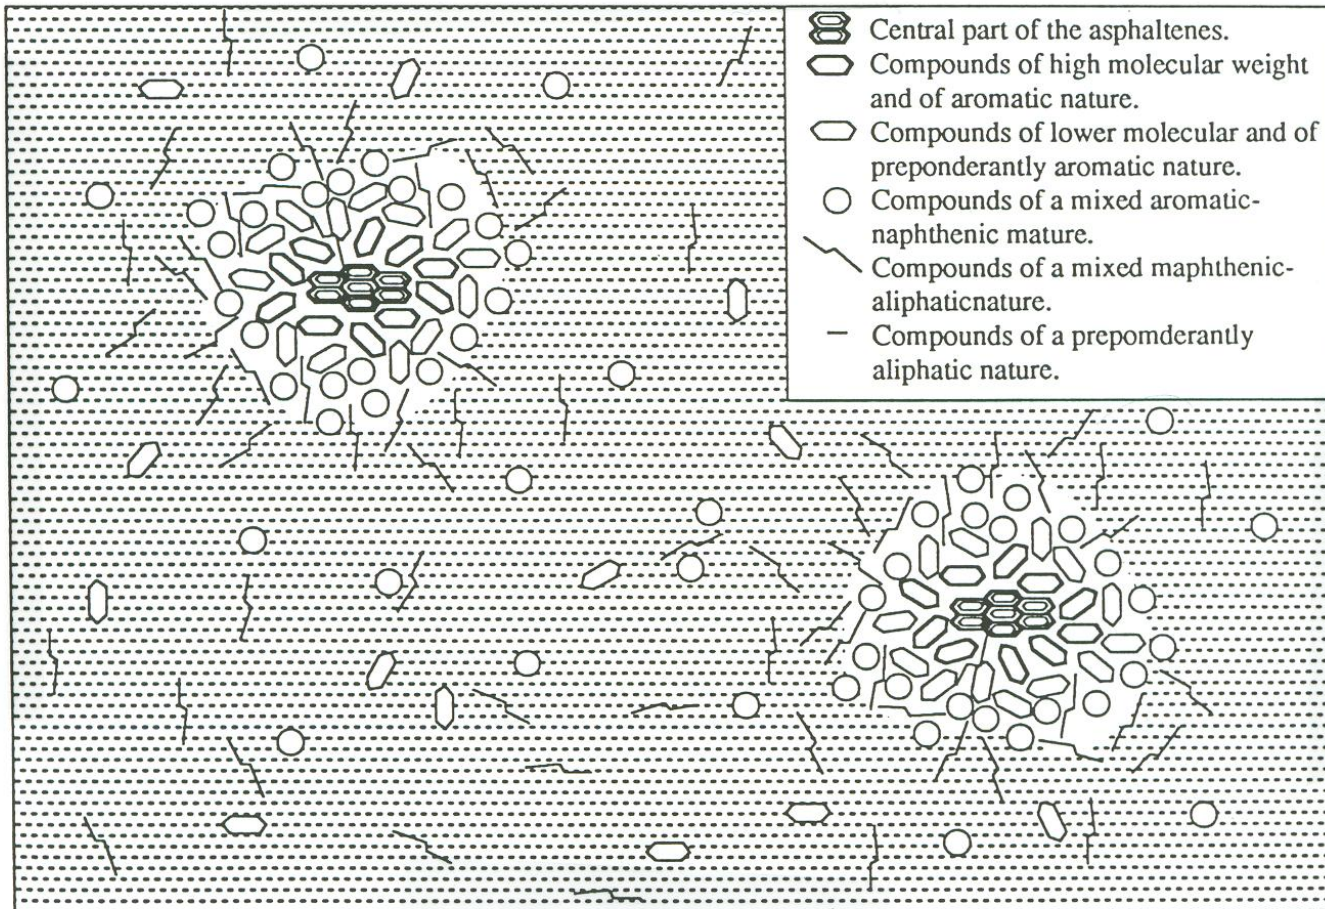 Central part of the asphaltenes.
Compounds of high molecular weight
and of aromatic nature.
Compounds of lower molecular and of
preponderantly aromatic nature.
Compounds of a mixed aromatic-
naphthenic mature.
Compounds of a mixed maphthenic-
aliphaticnature.
Compounds of a prepomderantly
aliphatic nature.